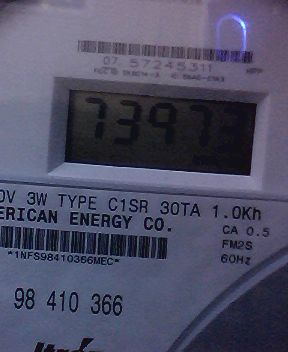 07 57245311
73973
0V 3W TYPE C1SR 30TA 1.0Kh
ERICAN ENERGY CO.
CA 0.5
FM2S
*1NFS98410366MEC*
60Hz
98 410 366